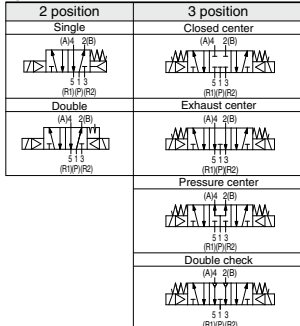 2 position
3 position
Single
Closed center
(A)4 2(B)
(A)4 2(B)
5 1 3
(R1)(P)(R2)
5 1 3
(R1)(P)(R2)
Double
Exhaust center
(A)4 2(B)
(A)4 2(B)
5 1 3
(R1)(P)(R2)
5 1 3
(R1)(P)(R2)
Pressure center
(A)4 2(B)
5 1 3
(R1)(P)(R2)
Double check
(A)4 2(B)
5 1 3
(R1)(P)(R2)